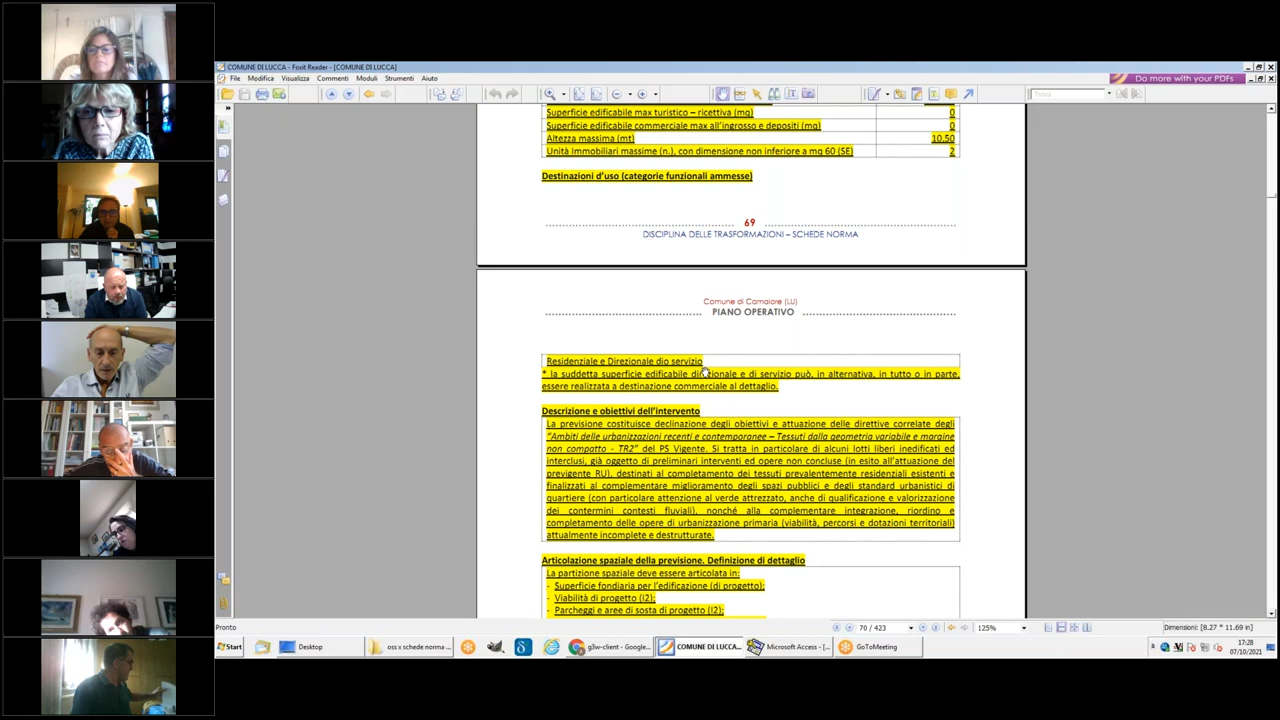 COMUNE DI LUCCA - Foxit Reader - [COMUNE DI LUCCA]
File Modifica Visualizza Commenti Moduli Strumenti Aiuto
Do more with your PDFs
Trova
Superficie edificabile max turistico – ricettiva (mq) 0
Superficie edificabile commerciale max all'ingrosso e depositi (mq) 0
Altezza massima (mt) 10.50
Unità Immobiliari massime (n.), con dimensione non inferiore a mq 60 (SE) 2
Destinazioni d'uso (categorie funzionali ammesse)
69
DISCIPLINA DELLE TRASFORMAZIONI – SCHEDE NORMA
Comune di Camaiore (LU)
PIANO OPERATIVO
Residenziale e Direzionale dio servizio
* la suddetta superficie edificabile direzionale e di servizio può, in alternativa, in tutto o in parte,
essere realizzata a destinazione commerciale al dettaglio.
Descrizione e obiettivi dell'intervento
La previsione costituisce declinazione degli obiettivi e attuazione delle direttive correlate degli
"Ambiti delle urbanizzazioni recenti e contemporanee – Tessuti dalla geometria variabile e margine
non compatto - TR2" del PS Vigente. Si tratta in particolare di alcuni lotti liberi inedificati ed
interclusi, già oggetto di preliminari interventi ed opere non concluse (in esito all'attuazione del
previgente RU), destinati al completamento dei tessuti prevalentemente residenziali esistenti e
finalizzati al complementare miglioramento degli spazi pubblici e degli standard urbanistici di
quartiere (con particolare attenzione al verde attrezzato, anche di qualificazione e valorizzazione
dei contermini contesti fluviali), nonché alla complementare integrazione, riordino e
completamento delle opere di urbanizzazione primaria (viabilità, percorsi e dotazioni territoriali)
attualmente incomplete e destrutturate.
Articolazione spaziale della previsione. Definizione di dettaglio
La partizione spaziale deve essere articolata in:
- Superficie fondiaria per l'edificazione (di progetto);
- Viabilità di progetto (I2);
- Parcheggi e aree di sosta di progetto (I2);
Pronto 70 / 423 125% Dimensioni: [8.27 * 11.69 in]
Start Desktop oss x schede norma ... g3w-client - Google... COMUNE DI LUCCA... Microsoft Access - [... GoToMeeting 17:28
07/10/2021